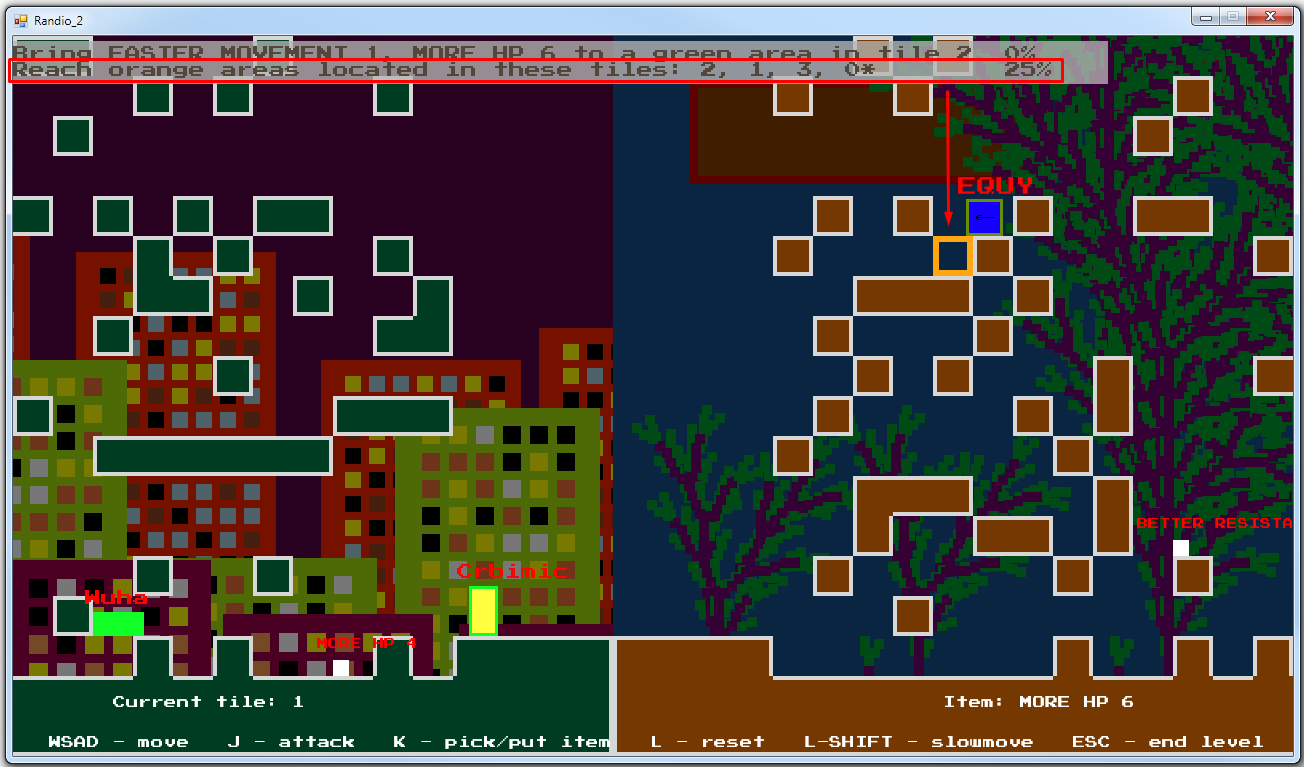 Randio_2
Bring FASTER MOVEMENT 1, MORE HP 6 to a green area in tile 2 0%
Reach orange areas located in these tiles: 2, 1, 3, 0* 25%
EQUY
BETTER RESISTA
Crbimic
Wuha
MORE HP 4
Current tile: 1
Item: MORE HP 6
WSAD - move J - attack K - pick/put item L - reset L-SHIFT - slowmove ESC - end level